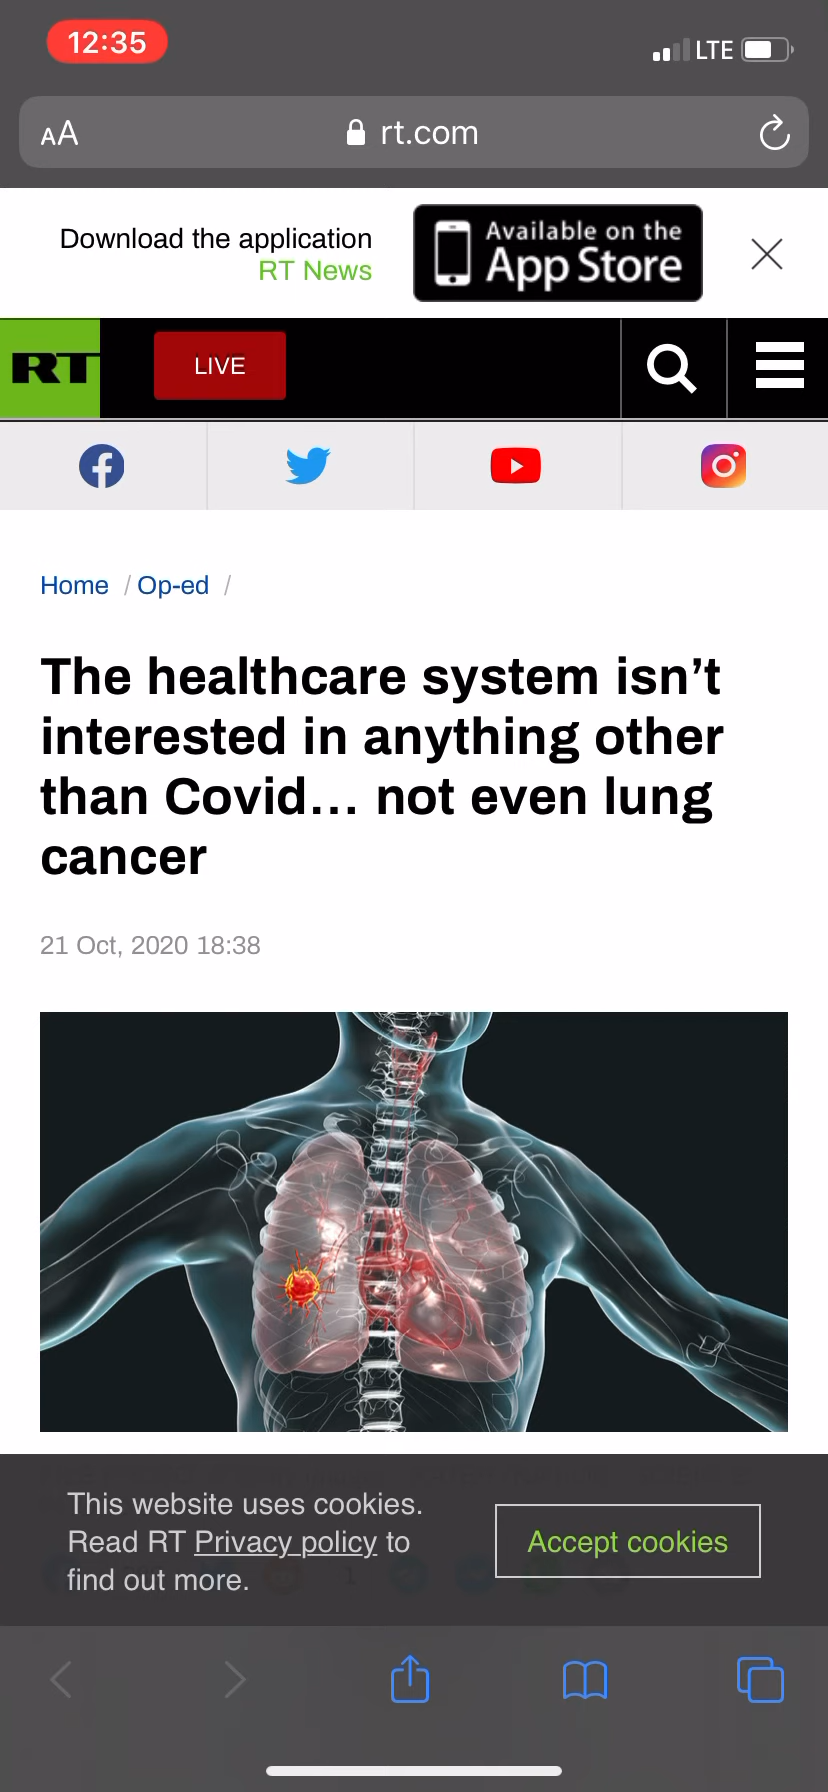 12:35
LTE
AA
rt.com
Download the application
RT News
Available on the
App Store
RT
LIVE
Home / Op-ed /
The healthcare system isn’t
interested in anything other
than Covid... not even lung
cancer
21 Oct, 2020 18:38
This website uses cookies.
Read RT Privacy policy to
find out more.
Accept cookies